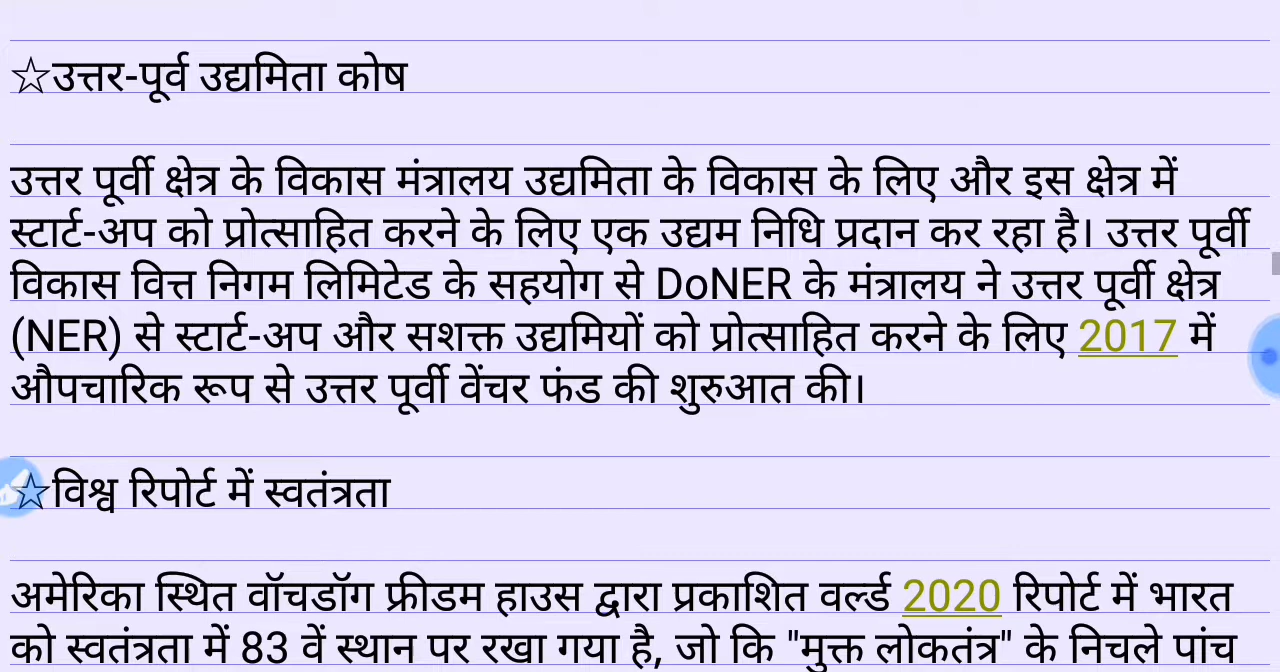 ☆उत्तर-पूर्व उद्यमिता कोष
उत्तर पूर्वी क्षेत्र के विकास मंत्रालय उद्यमिता के विकास के लिए और इस क्षेत्र में
स्टार्ट-अप को प्रोत्साहित करने के लिए एक उद्यम निधि प्रदान कर रहा है। उत्तर पूर्वी
विकास वित्त निगम लिमिटेड के सहयोग से DoNER के मंत्रालय ने उत्तर पूर्वी क्षेत्र
(NER) से स्टार्ट-अप और सशक्त उद्यमियों को प्रोत्साहित करने के लिए 2017 में
औपचारिक रूप से उत्तर पूर्वी वेंचर फंड की शुरुआत की।
☆विश्व रिपोर्ट में स्वतंत्रता
अमेरिका स्थित वॉचडॉग फ्रीडम हाउस द्वारा प्रकाशित वर्ल्ड 2020 रिपोर्ट में भारत
को स्वतंत्रता में 83 वें स्थान पर रखा गया है, जो कि "मुक्त लोकतंत्र" के निचले पांच